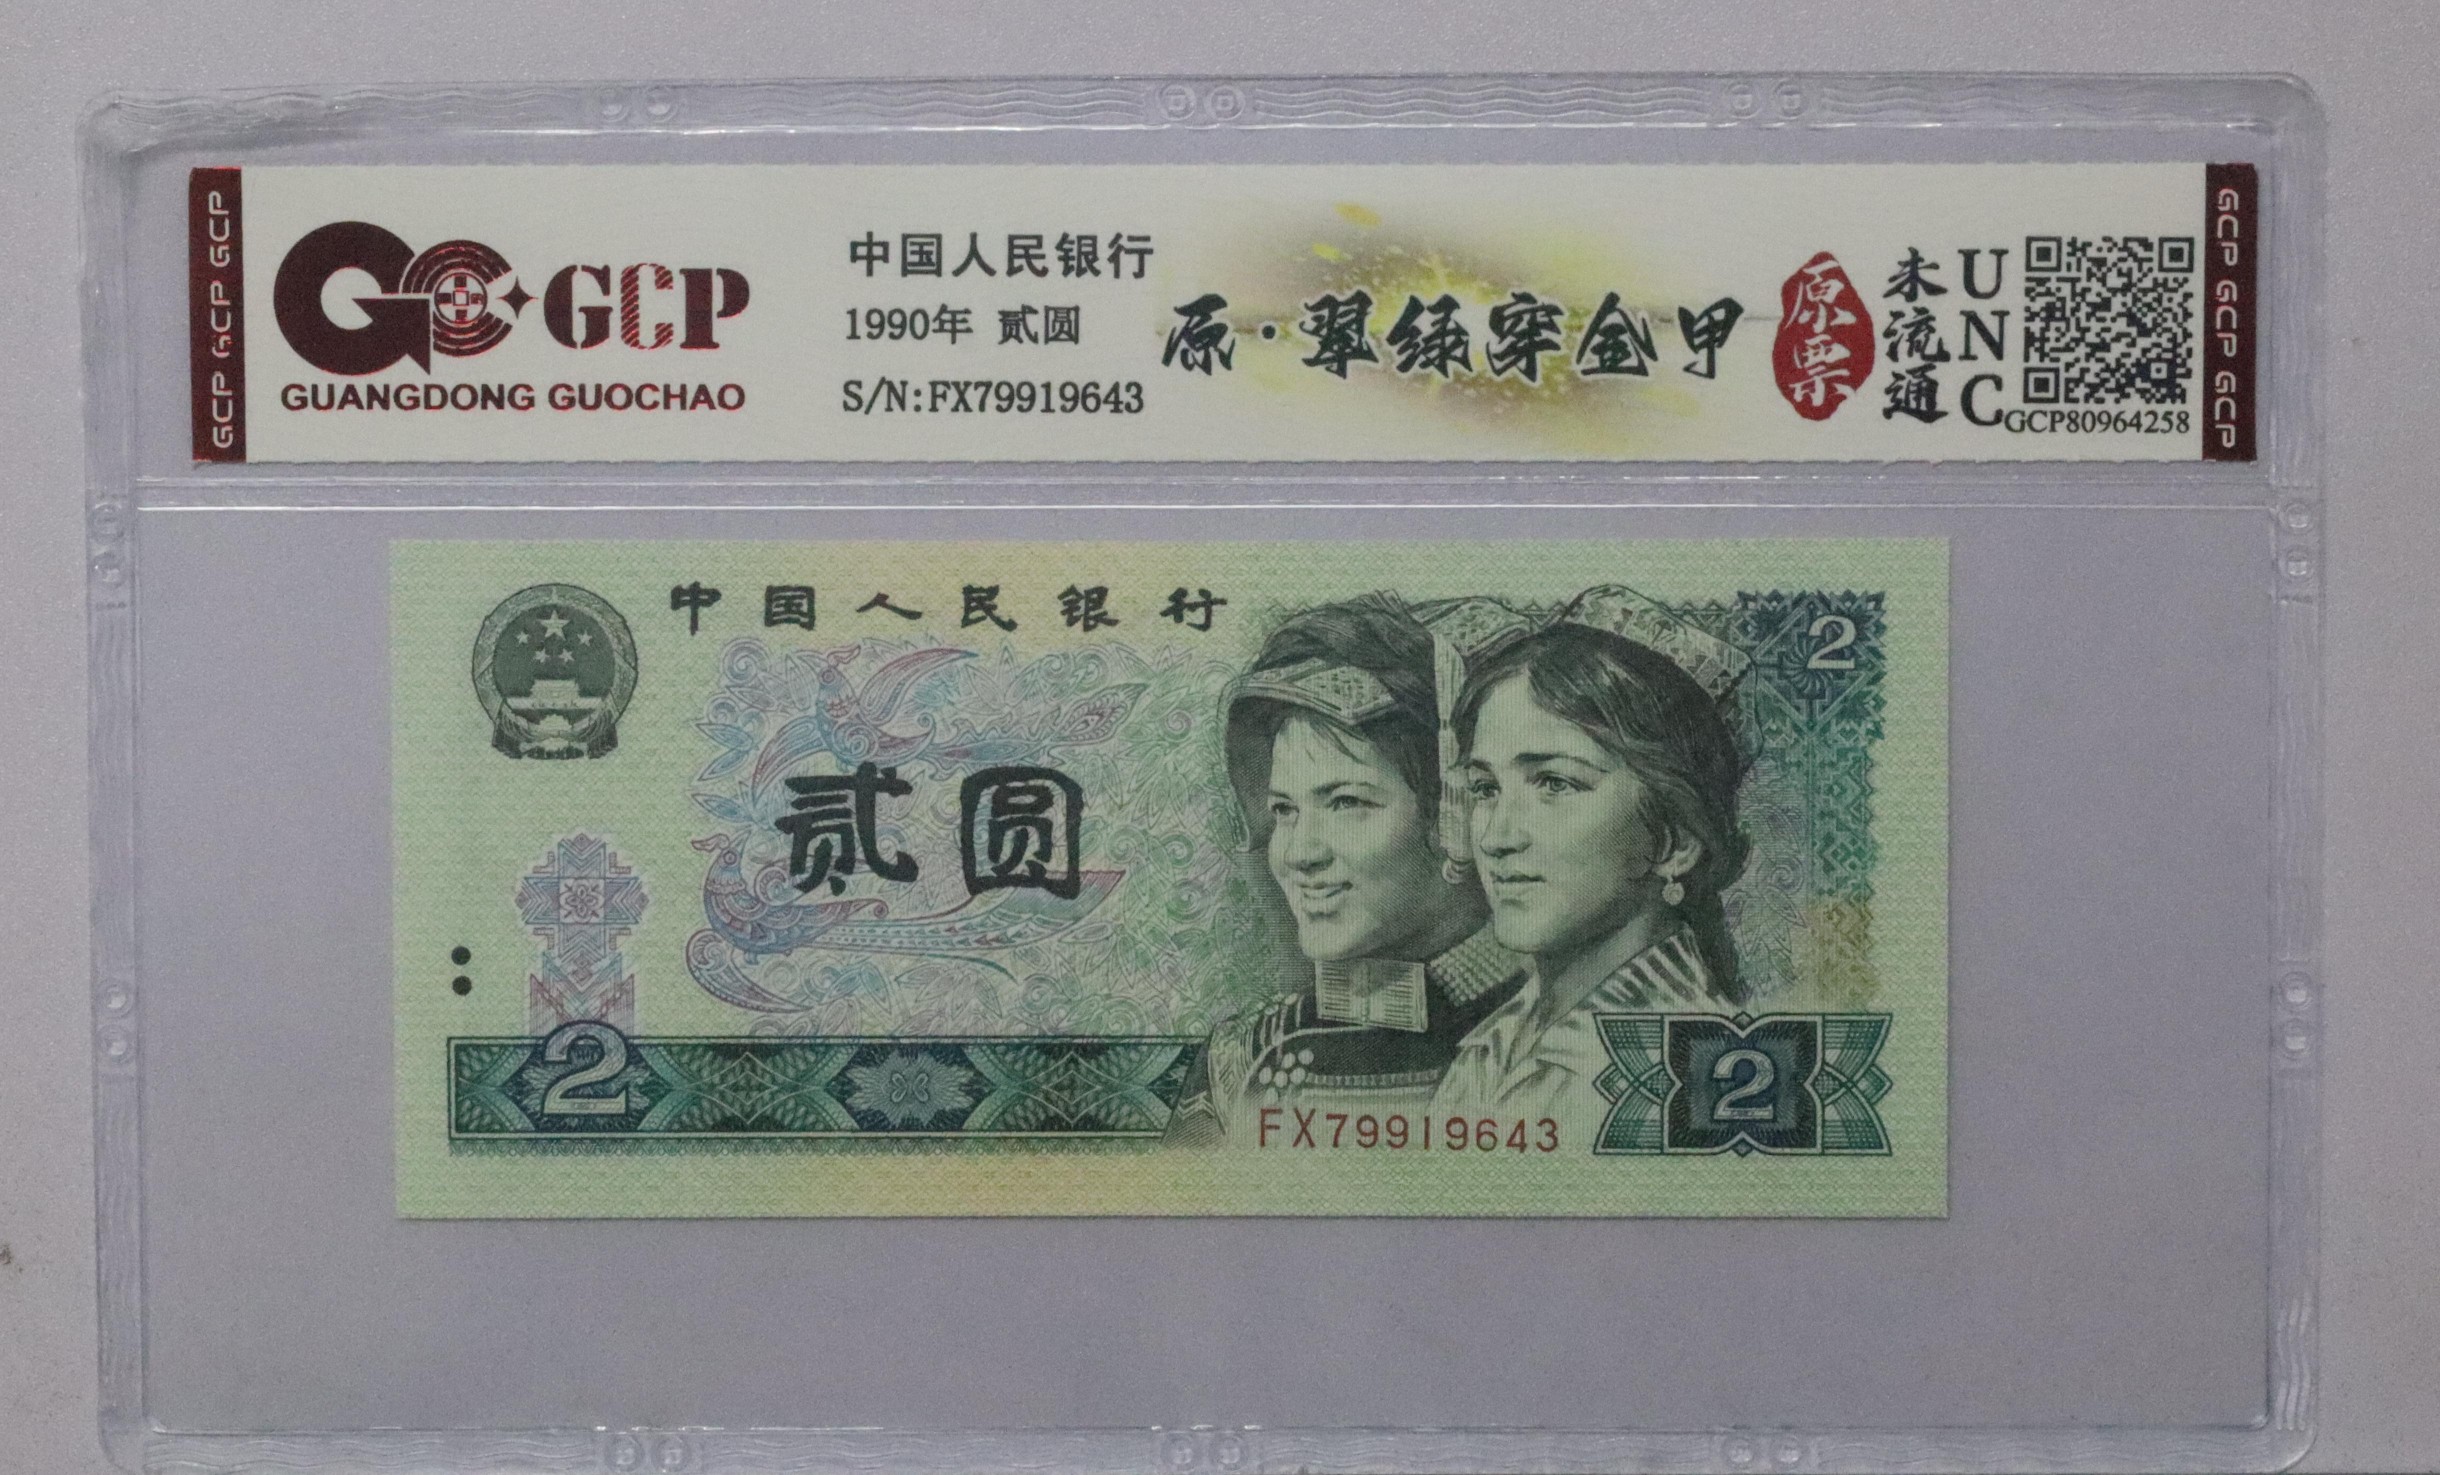 GCP GCP GCP
GCP
GUANGDONG GUOCHAO
中国人民银行
1990年 贰圆
S/N:FX79919643
原·翠绿穿金甲
原票
未流通
UNC
GCP80964258
GCP GCP GCP
中国人民银行
2
贰圆
2
FX79919643
2